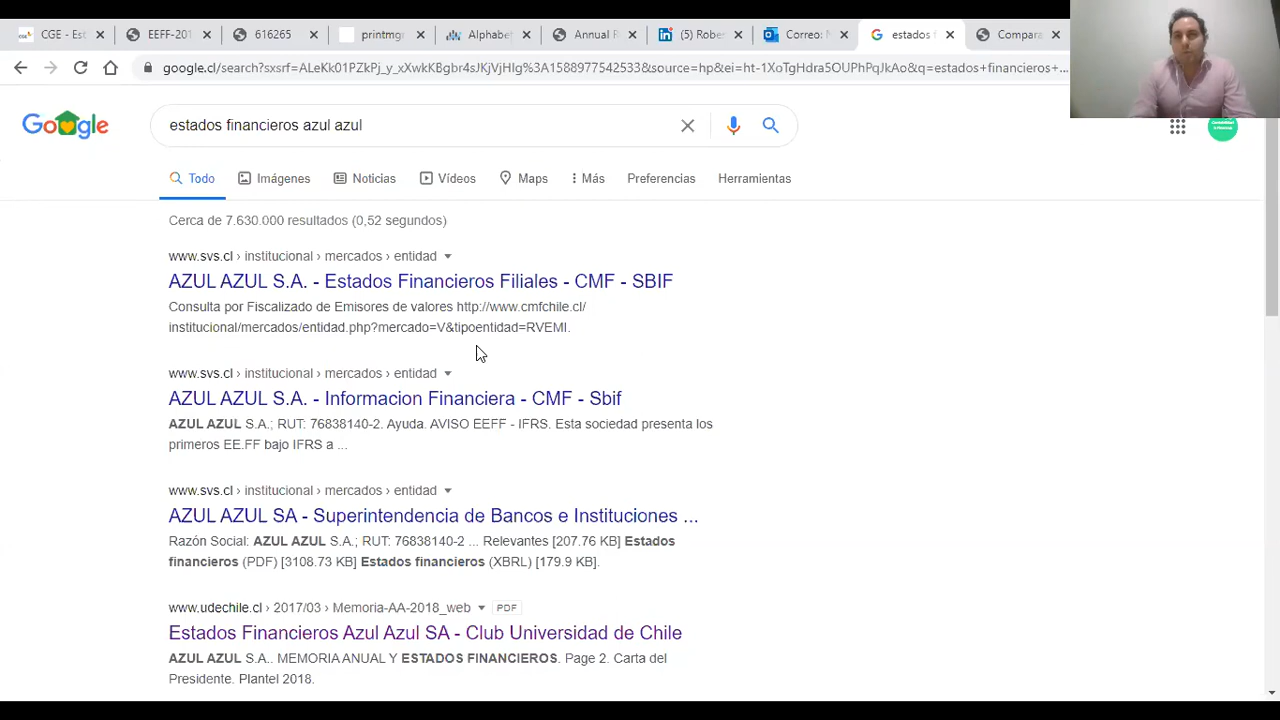 CGE - Est
EEFF-201
616265
printmg
Alphabe
Annual R
(5) Robe
Correo: M
estados f
Compara
google.cl/search?sxsrf=ALeKk01PZkPj_y_xXwkKBgbr4sJKjVjHIg%3A1588977542533&source=hp&ei=ht-1XoTgHdra5OUPhPqJkAo&q=estados+financieros+...
Google
estados financieros azul azul
Todo
Imágenes
Noticias
Vídeos
Maps
Más
Preferencias
Herramientas
Cerca de 7.630.000 resultados (0,52 segundos)
www.svs.cl › institucional › mercados › entidad
AZUL AZUL S.A. - Estados Financieros Filiales - CMF - SBIF
Consulta por Fiscalizado de Emisores de valores http://www.cmfchile.cl/
institucional/mercados/entidad.php?mercado=V&tipoentidad=RVEMI.
www.svs.cl › institucional › mercados › entidad
AZUL AZUL S.A. - Informacion Financiera - CMF - Sbif
AZUL AZUL S.A.; RUT: 76838140-2. Ayuda. AVISO EEFF - IFRS. Esta sociedad presenta los
primeros EE.FF bajo IFRS a ...
www.svs.cl › institucional › mercados › entidad
AZUL AZUL SA - Superintendencia de Bancos e Instituciones ...
Razón Social: AZUL AZUL S.A.; RUT: 76838140-2 ... Relevantes [207.76 KB] Estados
financieros (PDF) [3108.73 KB] Estados financieros (XBRL) [179.9 KB].
www.udechile.cl › 2017/03 › Memoria-AA-2018_web PDF
Estados Financieros Azul Azul SA - Club Universidad de Chile
AZUL AZUL S.A.. MEMORIA ANUAL Y ESTADOS FINANCIEROS. Page 2. Carta del
Presidente. Plantel 2018.